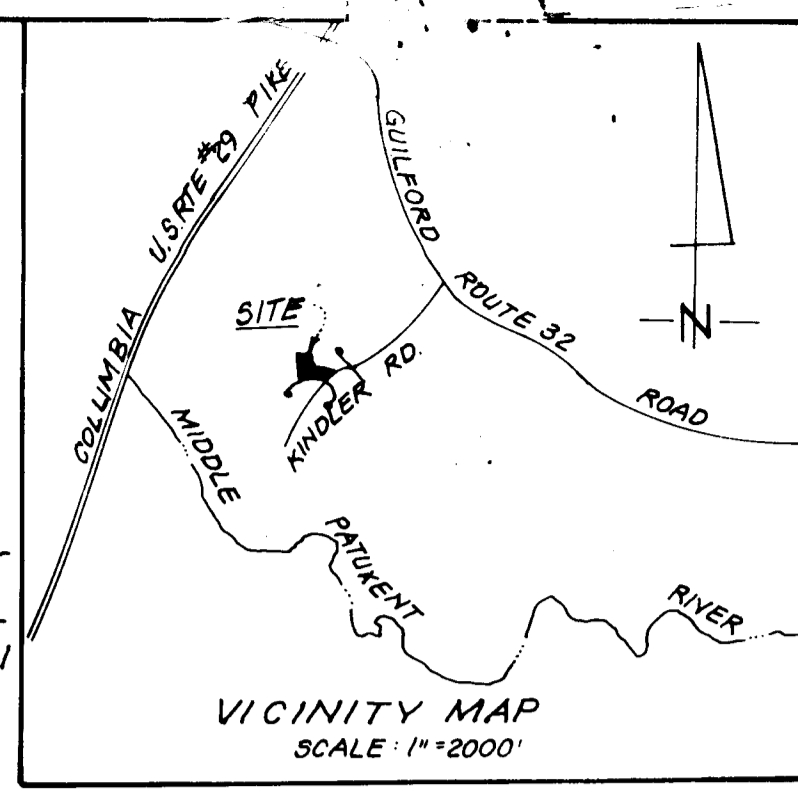 COLUMBIA U.S.RTE #29 PIKE
GUILFORD ROUTE 32 ROAD
SITE
N
KINDLER RD.
MIDDLE PATUXENT RIVER
VICINITY MAP
SCALE: 1"=2000'